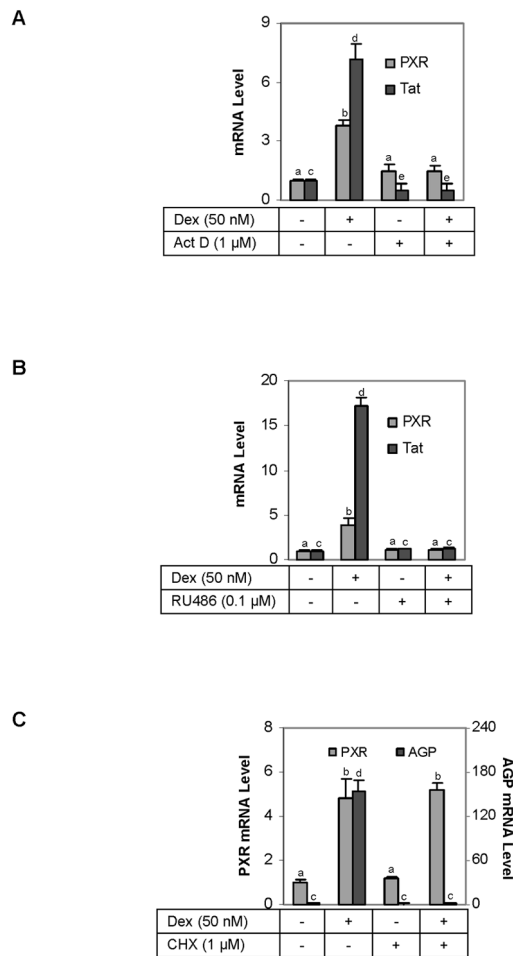 A
9
6
3
0
mRNA Level
PXR
Tat
a c b d a e a e
Dex (50 nM) - + - +
Act D (1 µM) - - + +
B
20
15
10
5
0
mRNA Level
PXR
Tat
a c b d a c a c
Dex (50 nM) - + - +
RU486 (0.1 µM) - - + +
C
8
6
4
2
0
PXR mRNA Level
PXR AGP
240
180
120
60
0
AGP mRNA Level
a c b d a c b c
Dex (50 nM) - + - +
CHX (1 µM) - - + +